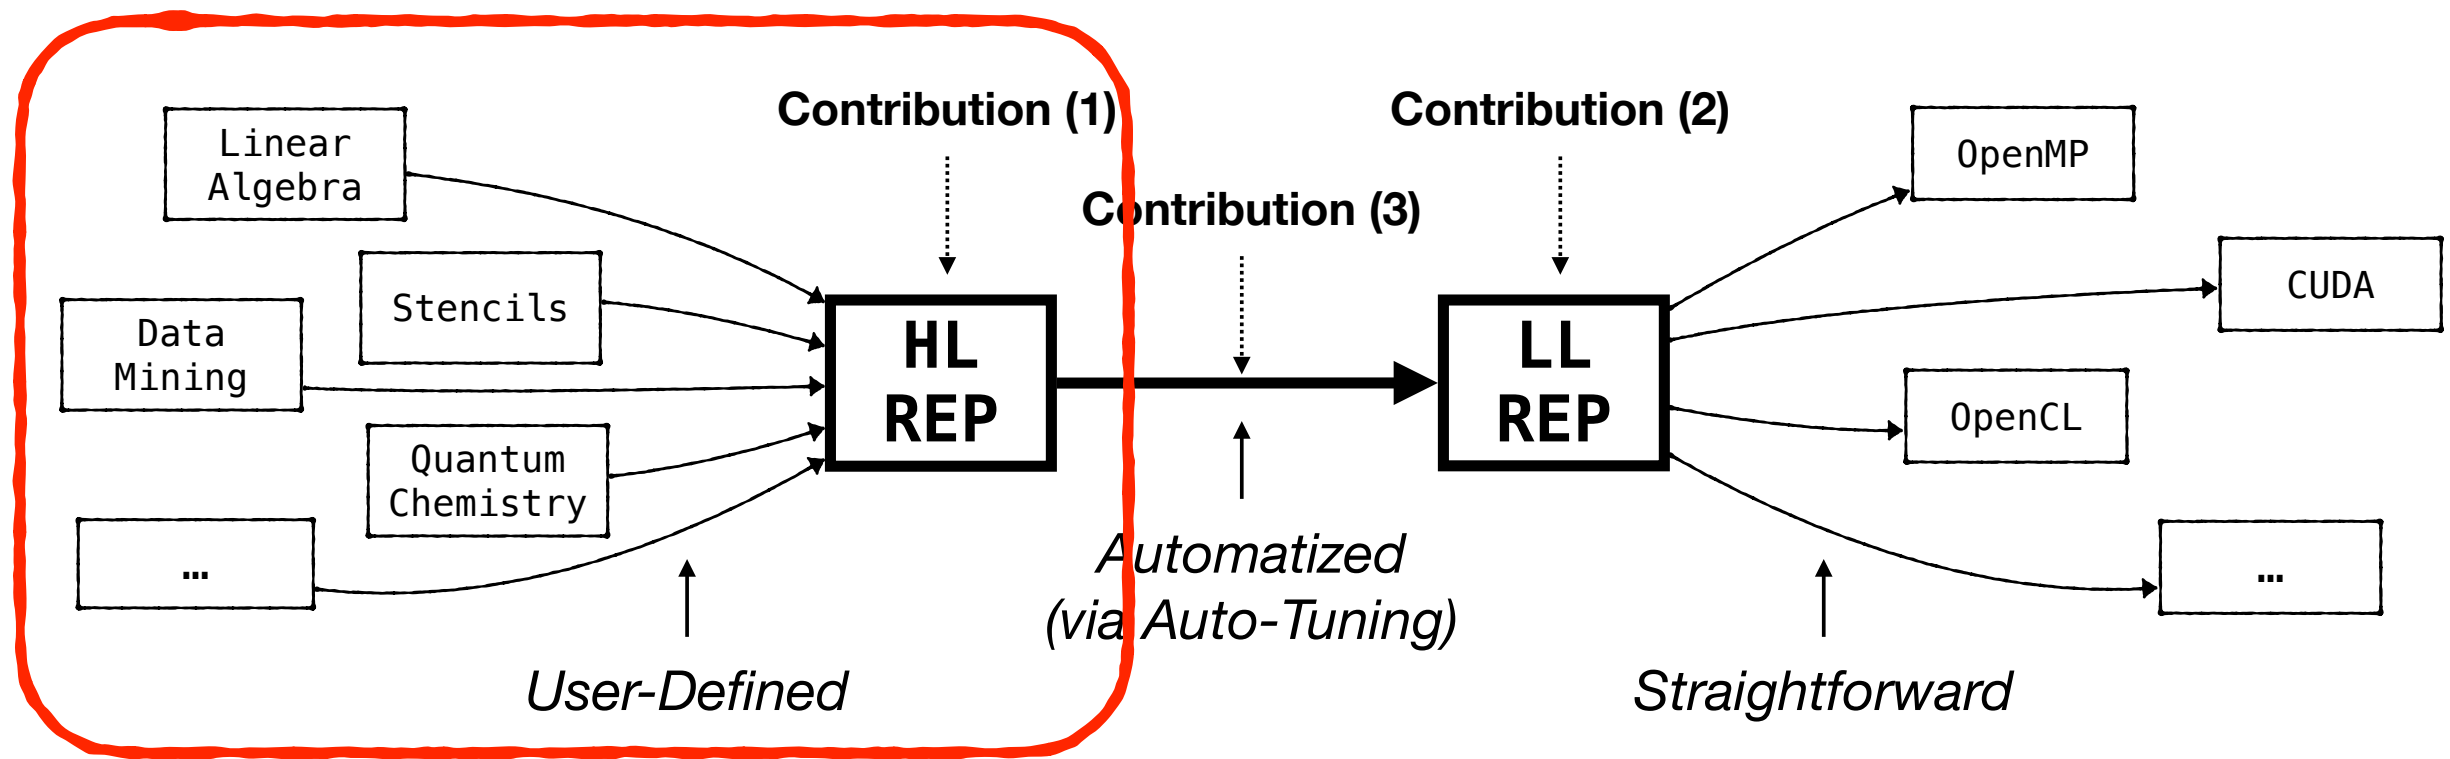 Contribution (1)
Contribution (2)
Linear
Algebra
OpenMP
Contribution (3)
Stencils
CUDA
Data
Mining
HL
REP
LL
REP
OpenCL
Quantum
Chemistry
…
…
Automatized
(via Auto-Tuning)
User-Defined
Straightforward